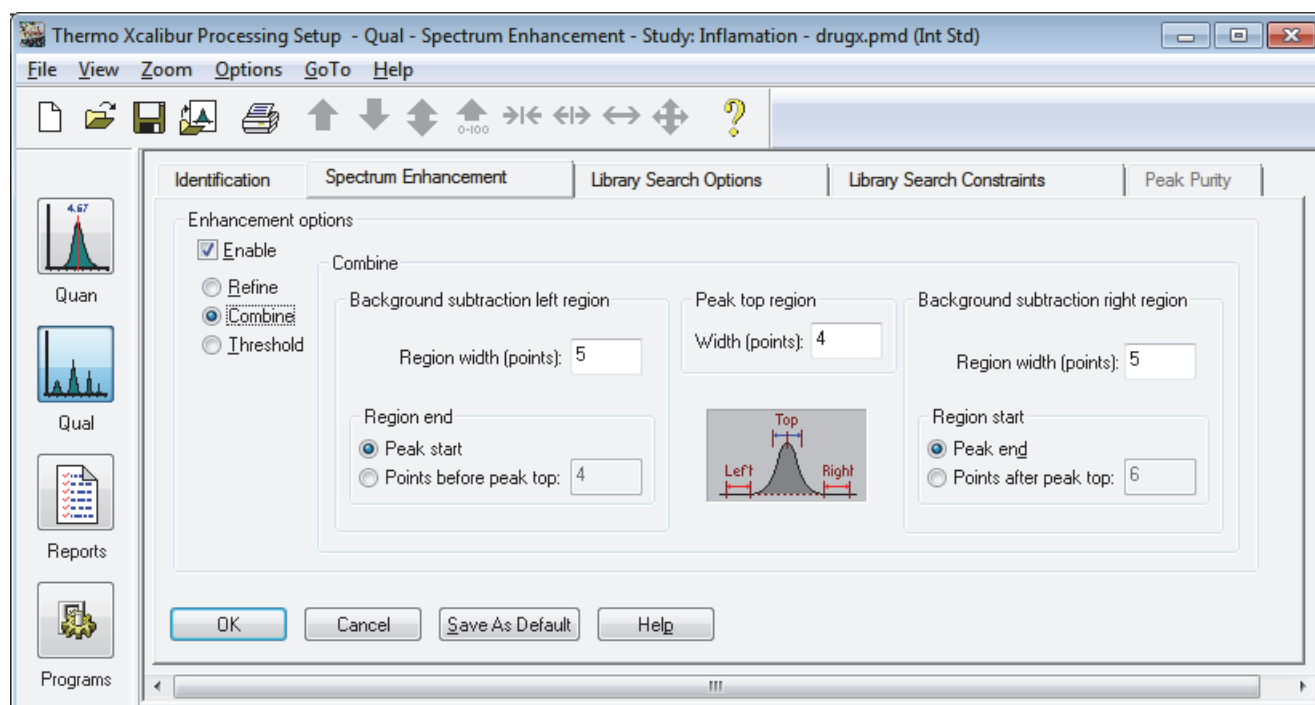 Thermo Xcalibur Processing Setup - Qual - Spectrum Enhancement - Study: Inflamation - drugx.pmd (Int Std)
File View Zoom Options GoTo Help
0-100
Identification Spectrum Enhancement Library Search Options Library Search Constraints Peak Purity
4.67
Quan
Qual
Reports
Programs
Enhancement options
Enable
Refine
Combine
Threshold
Combine
Background subtraction left region
Region width (points): 5
Region end
Peak start
Points before peak top: 4
Peak top region
Width (points): 4
Top
Left Right
Background subtraction right region
Region width (points): 5
Region start
Peak end
Points after peak top: 6
OK Cancel Save As Default Help